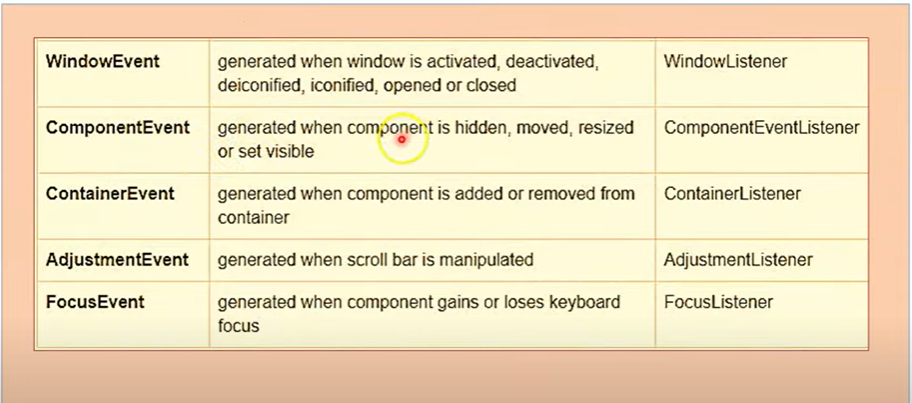 WindowEvent generated when window is activated, deactivated, WindowListener
deiconified, iconified, opened or closed
ComponentEvent generated when component is hidden, moved, resized ComponentEventListener
or set visible
ContainerEvent generated when component is added or removed from ContainerListener
container
AdjustmentEvent generated when scroll bar is manipulated AdjustmentListener
FocusEvent generated when component gains or loses keyboard FocusListener
focus